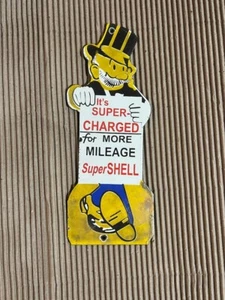 It's
SUPER-
CHARGED
for MORE
MILEAGE
SuperSHELL